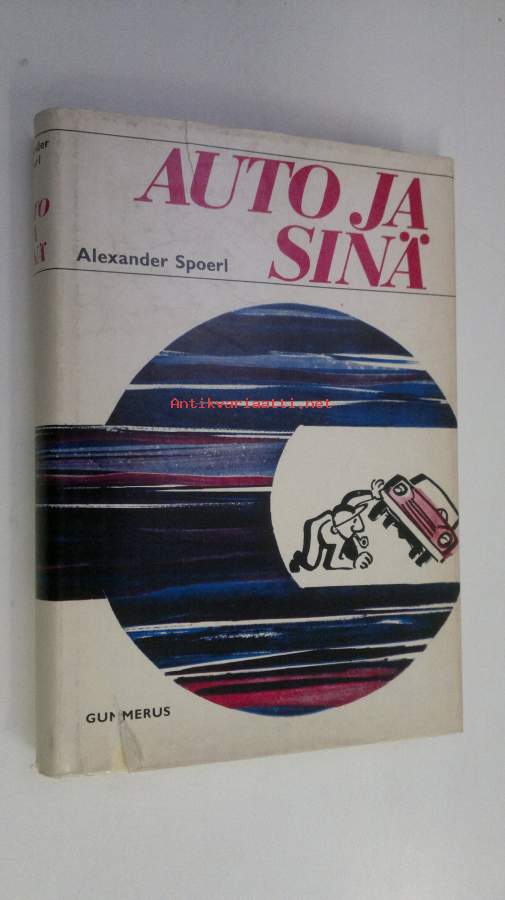 AUTO JA
SINÄ
Alexander Spoerl
Antikvariaatti.net
GUMMERUS